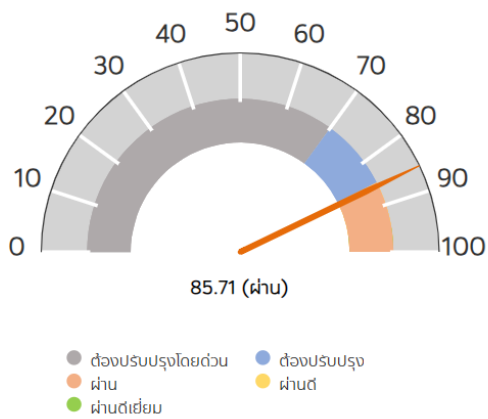 50
40
60
30
70
20
80
10
90
0
100
85.71 (ผ่าน)
ต้องปรับปรุงโดยด่วน
ต้องปรับปรุง
ผ่าน
ผ่านดี
ผ่านดีเยี่ยม